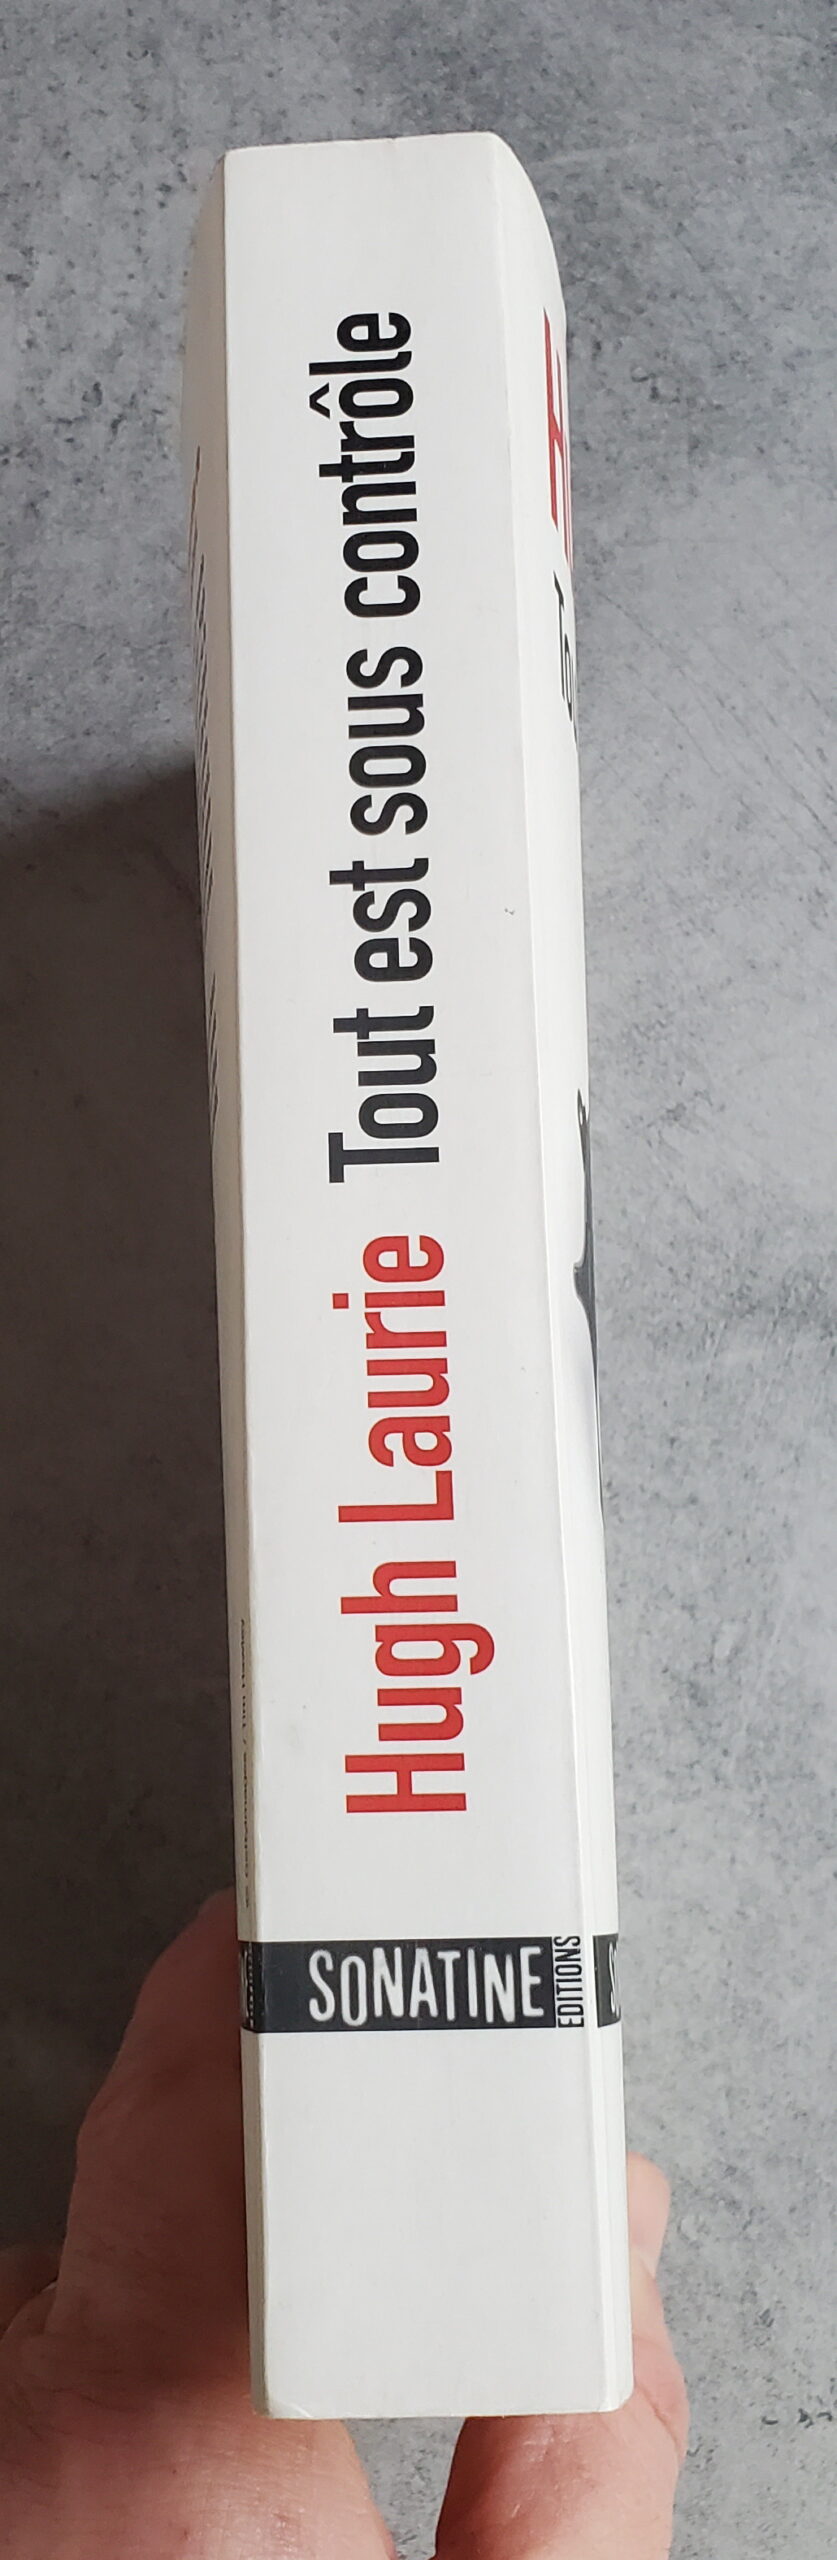 Hugh Laurie Tout est sous contrôle
SONATINE
EDITIONS